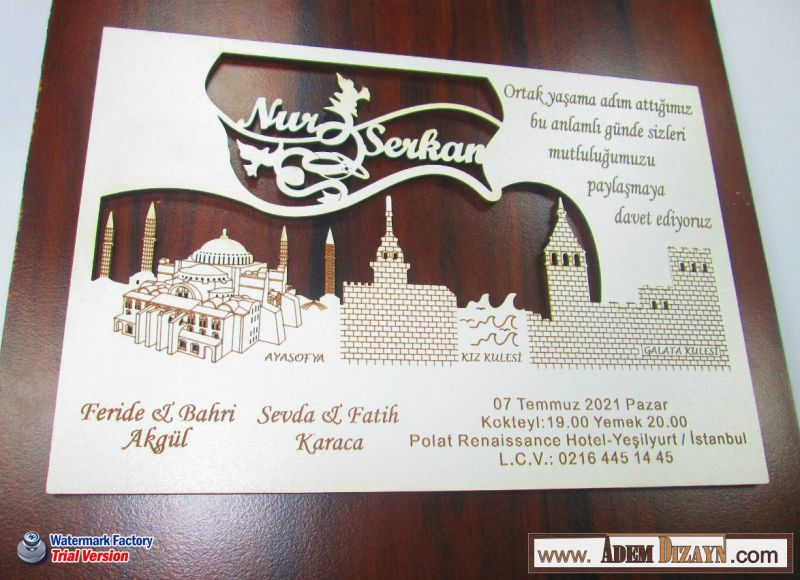 Nur & Serkan
Ortak yaşama adım attığımız
bu anlamlı günde sizleri
mutluluğumuzu
paylaşmaya
davet ediyoruz
AYASOFYA
KIZ KULESİ
GALATA KULESİ
Feride & Bahri
Akgül
Sevda & Fatih
Karaca
07 Temmuz 2021 Pazar
Kokteyl:19.00 Yemek 20.00
Polat Renaissance Hotel-Yeşilyurt / İstanbul
L.C.V.: 0216 445 14 45
Watermark Factory
Trial Version
www. ADEM DIZAYN .com